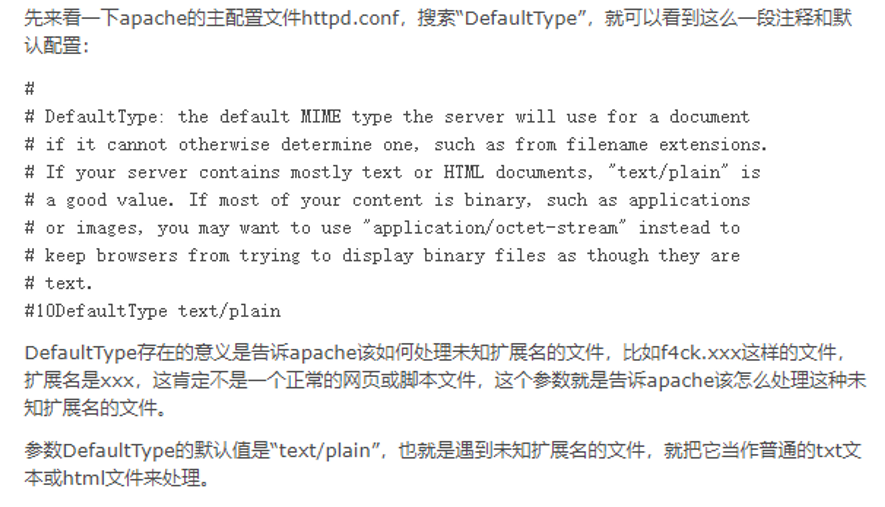 先来看一下apache的主配置文件httpd.conf，搜索“DefaultType”，就可以看到这么一段注释和默
认配置：
#
# DefaultType: the default MIME type the server will use for a document
# if it cannot otherwise determine one, such as from filename extensions.
# If your server contains mostly text or HTML documents, "text/plain" is
# a good value. If most of your content is binary, such as applications
# or images, you may want to use "application/octet-stream" instead to
# keep browsers from trying to display binary files as though they are
# text.
#10DefaultType text/plain
DefaultType存在的意义是告诉apache该如何处理未知扩展名的文件，比如f4ck.xxx这样的文件，
扩展名是xxx，这肯定不是一个正常的网页或脚本文件，这个参数就是告诉apache该怎么处理这种未
知扩展名的文件。
参数DefaultType的默认值是“text/plain”，也就是遇到未知扩展名的文件，就把它当作普通的txt文
本或html文件来处理。